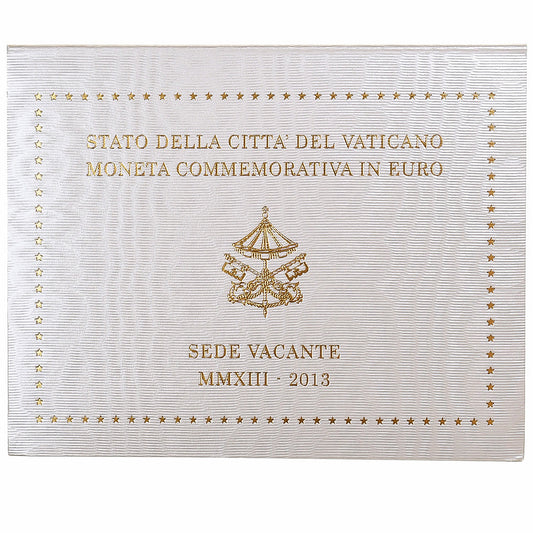 STATO DELLA CITTA' DEL VATICANO
MONETA COMMEMORATIVA IN EURO
SEDE VACANTE
MMXIII - 2013